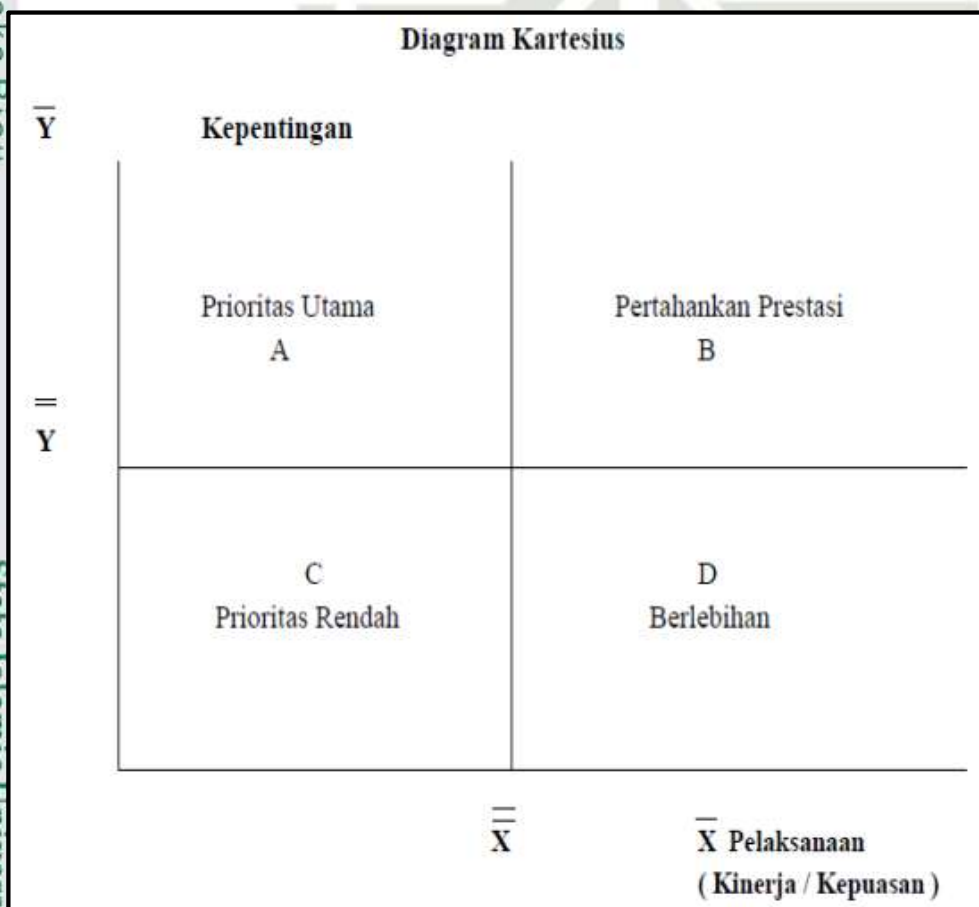 Diagram Kartesius
Y̅ Kepentingan
Prioritas Utama
A
Pertahankan Prestasi
B
Y̿
C
Prioritas Rendah
D
Berlebihan
X̿ X̅ Pelaksanaan
( Kinerja / Kepuasan )